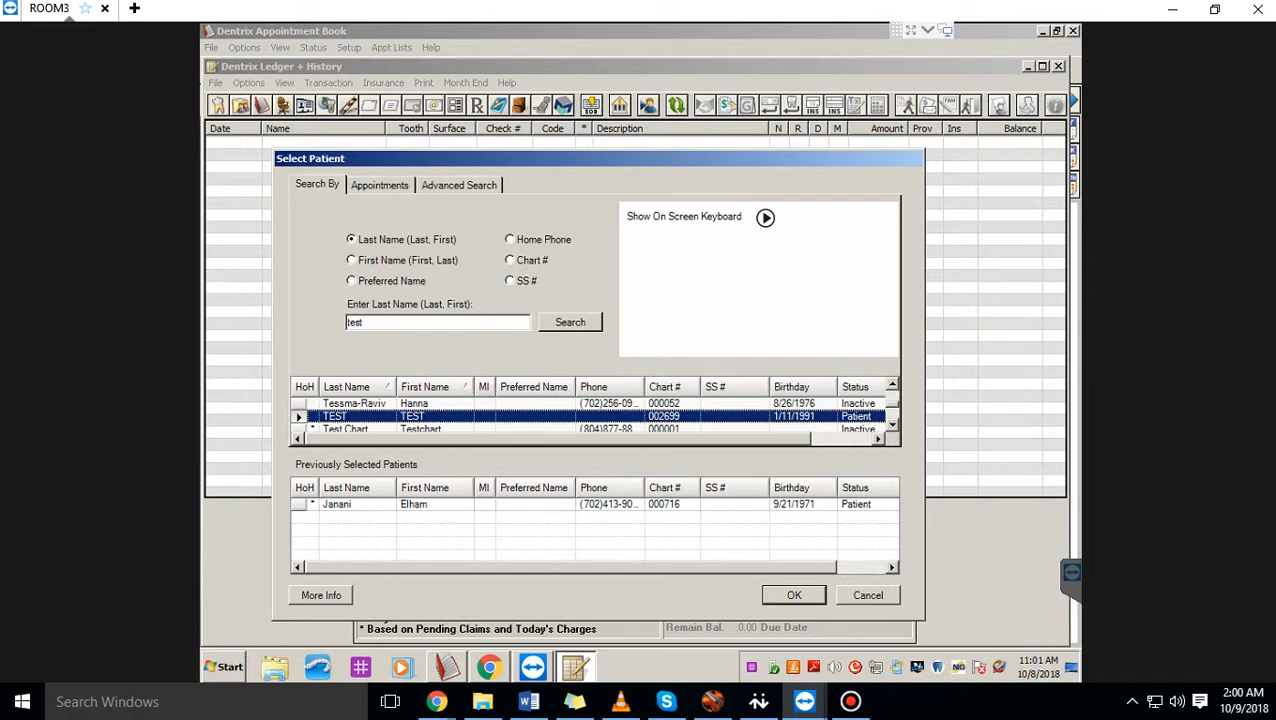 ROOM3
Dentrix Appointment Book
File Options View Status Setup Appt Lists Help
Dentrix Ledger + History
File Options View Transaction Insurance Print Month End Help
Date Name Tooth Surface Check # Code * Description N R D M Amount Prov Ins Balance
Select Patient
Search By Appointments Advanced Search
Show On Screen Keyboard
Last Name (Last, First) Home Phone
First Name (First, Last) Chart #
Preferred Name SS #
Enter Last Name (Last, First):
test Search
HoH Last Name First Name MI Preferred Name Phone Chart # SS # Birthday Status
Tessma-Raviv Hanna (702)256-09... 000052 8/26/1976 Inactive
TEST TEST 002699 1/11/1991 Patient
* Test Chart Testchart (804)877-88 000001 Inactive
Previously Selected Patients
HoH Last Name First Name MI Preferred Name Phone Chart # SS # Birthday Status
* Janani Elham (702)413-90... 000716 9/21/1971 Patient
More Info OK Cancel
* Based on Pending Claims and Today's Charges Remain Bal. 0.00 Due Date
Start 11:01 AM
10/8/2018
Search Windows 2:00 AM
10/9/2018